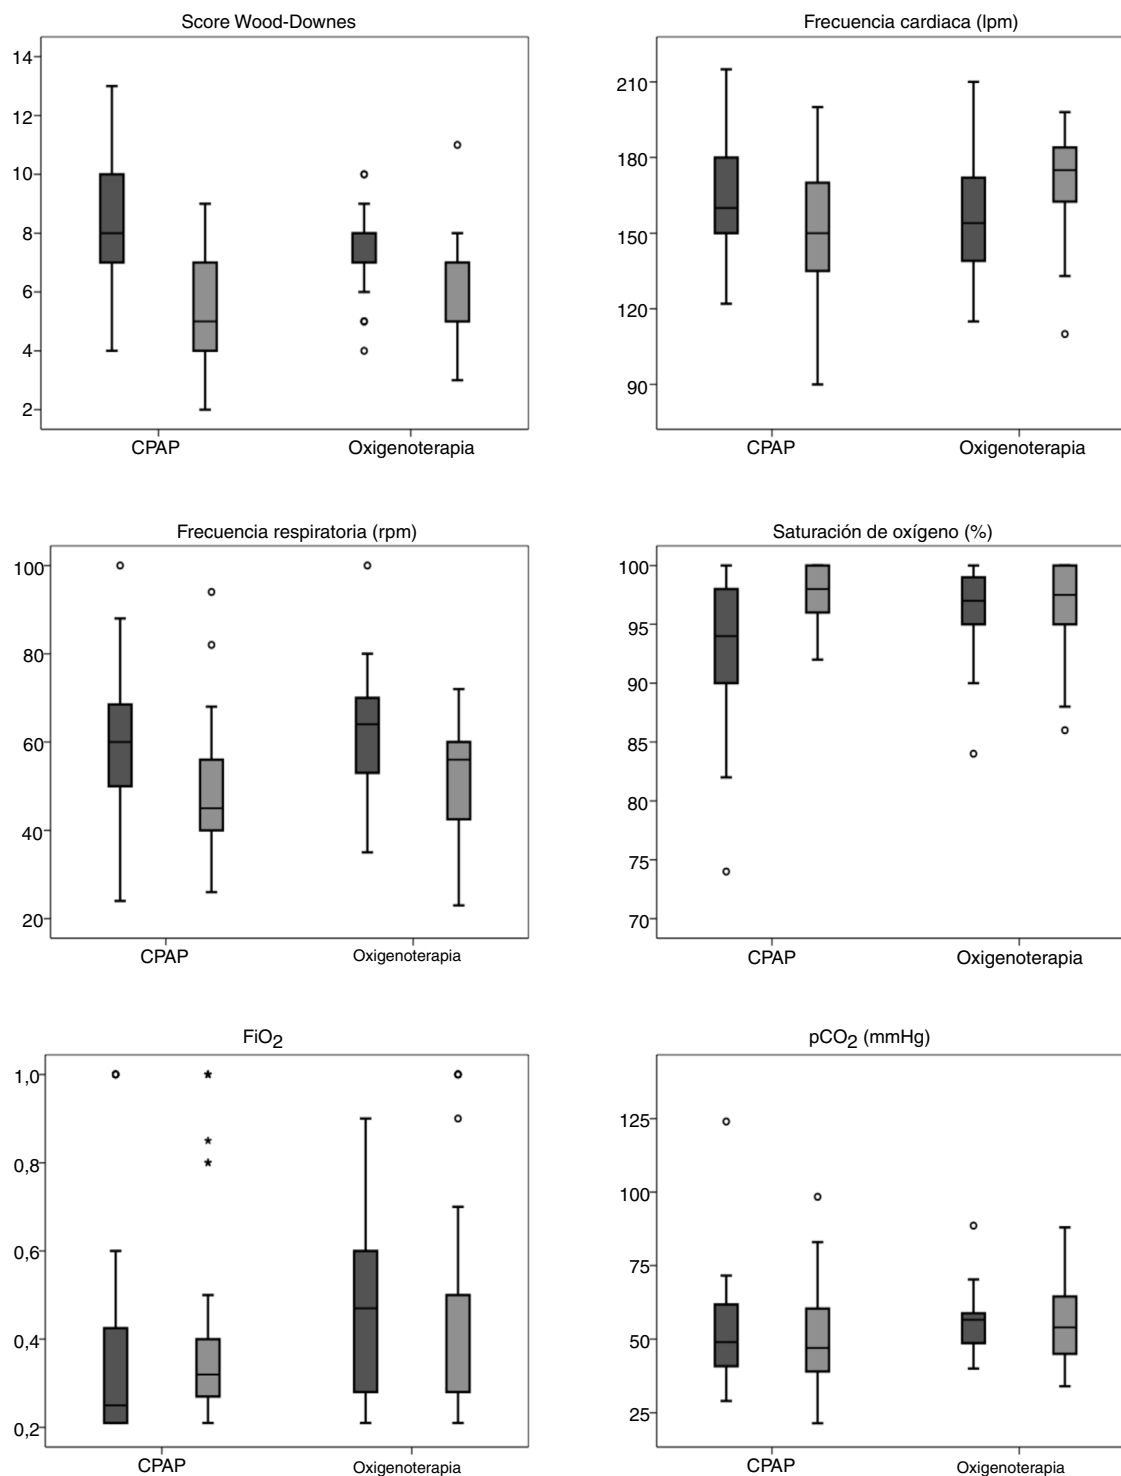 Score Wood-Downes
14
12
10
8
6
4
2
CPAP
Oxigenoterapia
Frecuencia cardiaca (lpm)
210
180
150
120
90
CPAP
Oxigenoterapia
Frecuencia respiratoria (rpm)
100
80
60
40
20
CPAP
Oxigenoterapia
Saturación de oxígeno (%)
100
95
90
85
80
75
70
CPAP
Oxigenoterapia
FiO2
1,0
0,8
0,6
0,4
0,2
CPAP
Oxigenoterapia
pCO2 (mmHg)
125
100
75
50
25
CPAP
Oxigenoterapia